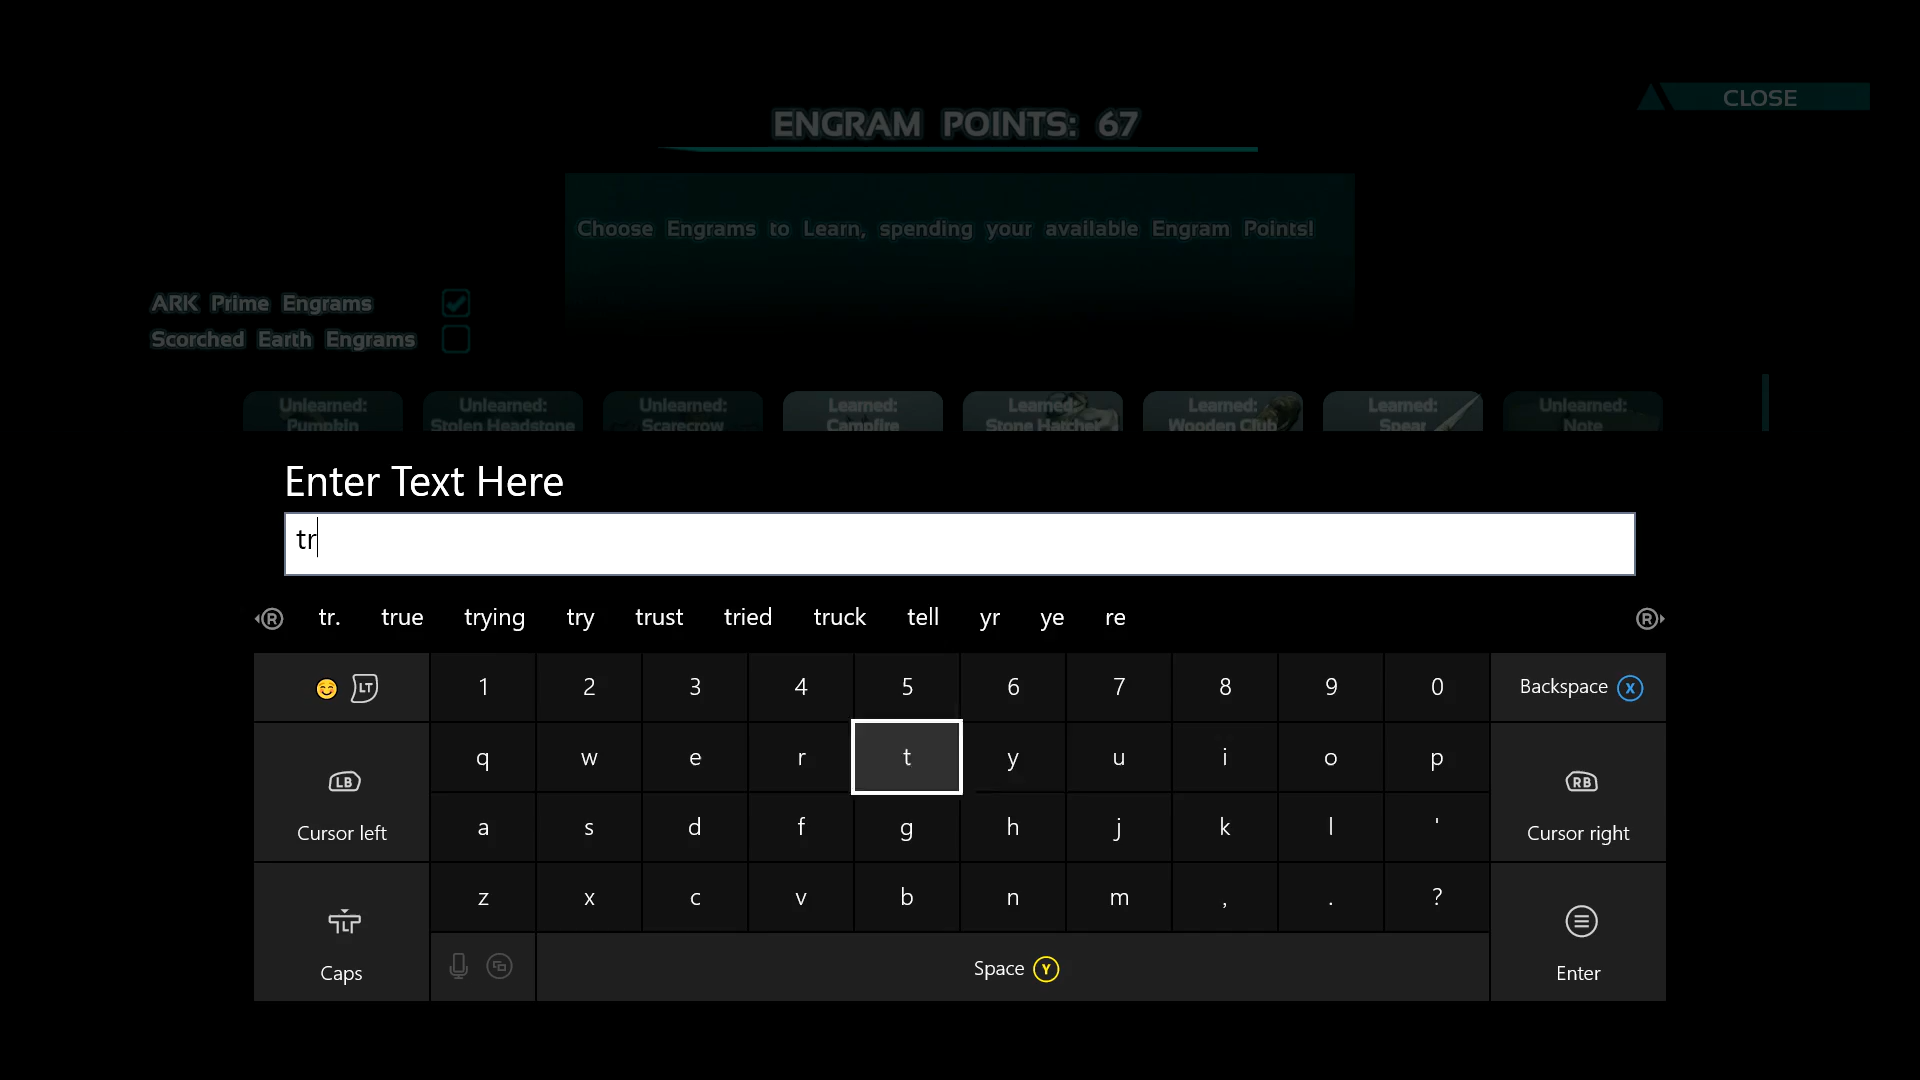 CLOSE
ENGRAM POINTS: 67
Choose Engrams to Learn, spending your available Engram Points!
ARK Prime Engrams
Scorched Earth Engrams
Unlearned: Pumpkin
Unlearned: Stolen Headstone
Unlearned: Scarecrow
Learned: Campfire
Learned: Stone Hatchet
Learned: Wooden Club
Learned: Spear
Unlearned: Note
Enter Text Here
tr
R tr. true trying try trust tried truck tell yr ye re R
LT 1 2 3 4 5 6 7 8 9 0 Backspace X
q w e r t y u i o p
LB RB
Cursor left a s d f g h j k l ' Cursor right
z x c v b n m , . ?
Caps Space Y Enter